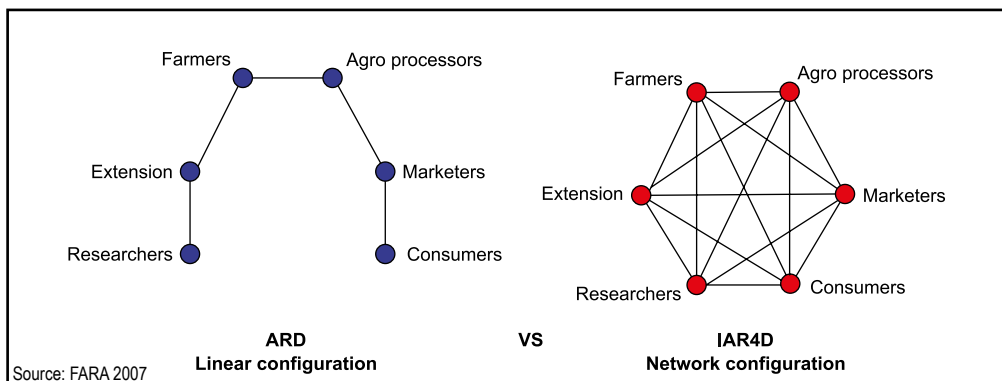 Farmers
Agro processors
Extension
Marketers
Researchers
Consumers
ARD
Linear configuration
VS
Farmers
Agro processors
Extension
Marketers
Researchers
Consumers
IAR4D
Network configuration
Source: FARA 2007